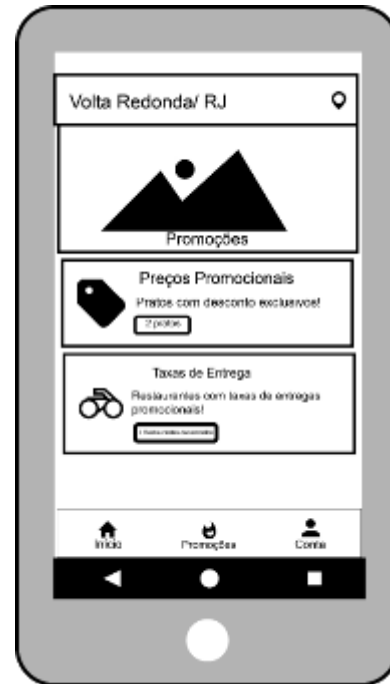 Volta Redonda/ RJ
Promoções
Preços Promocionais
Pratos com desconto exclusivos!
2 pratos
Taxas de Entrega
Restaurantes com taxas de entregas
promocionais!
Início
Promoções
Conta